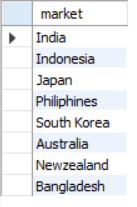 market
India
Indonesia
Japan
Philiphines
South Korea
Australia
Newzealand
Bangladesh